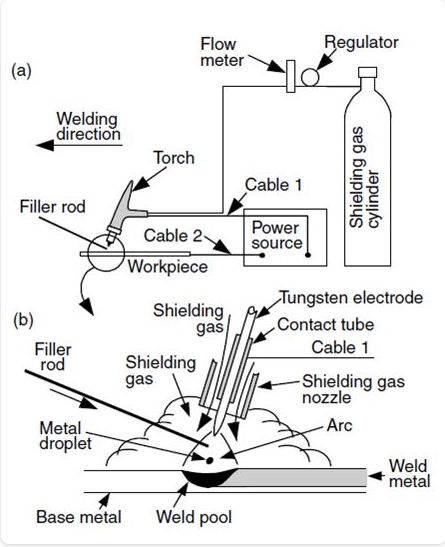 (a)
Flow
meter
Regulator
Welding
direction
Torch
Shielding gas
cylinder
Cable 1
Filler rod
Cable 2
Power
source
Workpiece
(b)
Shielding
gas
Tungsten electrode
Contact tube
Cable 1
Filler
rod
Shielding
gas
Shielding gas
nozzle
Metal
droplet
Arc
Weld
metal
Base metal
Weld pool